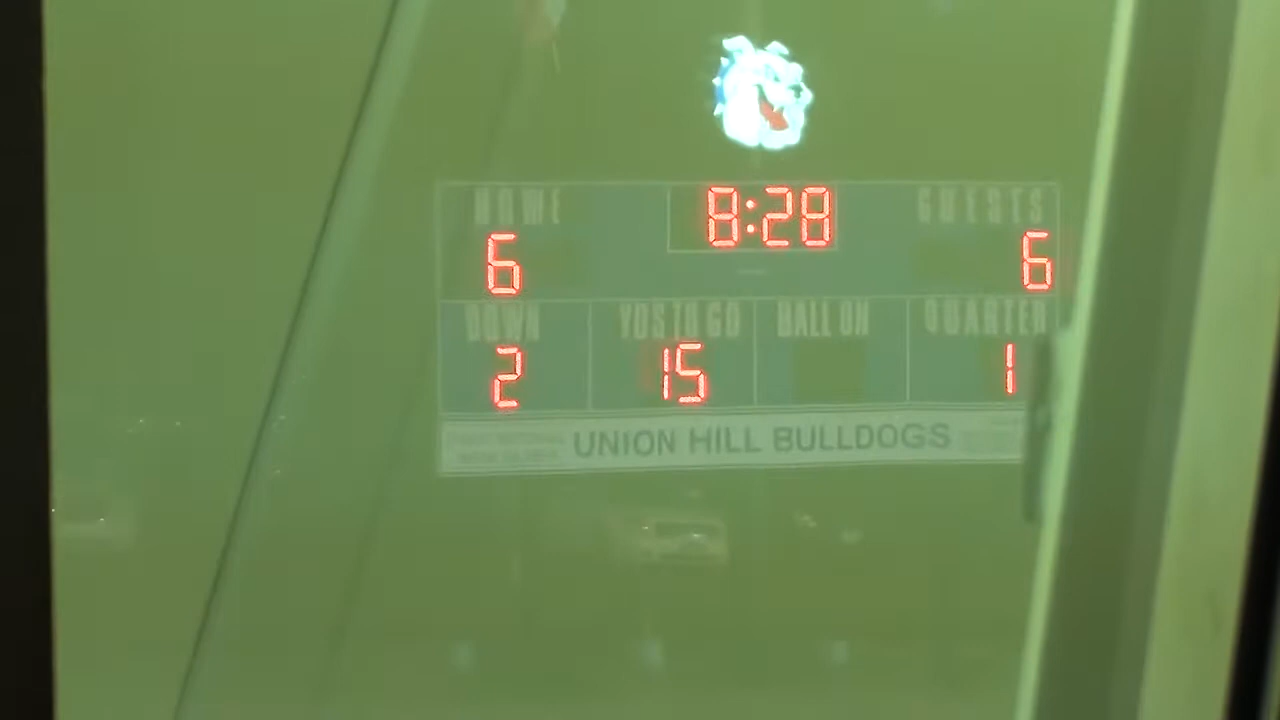 HOME 8:28 GUESTS
6 6
DOWN YDS TO GO BALL ON QUARTER
2 15 1
UNION HILL BULLDOGS